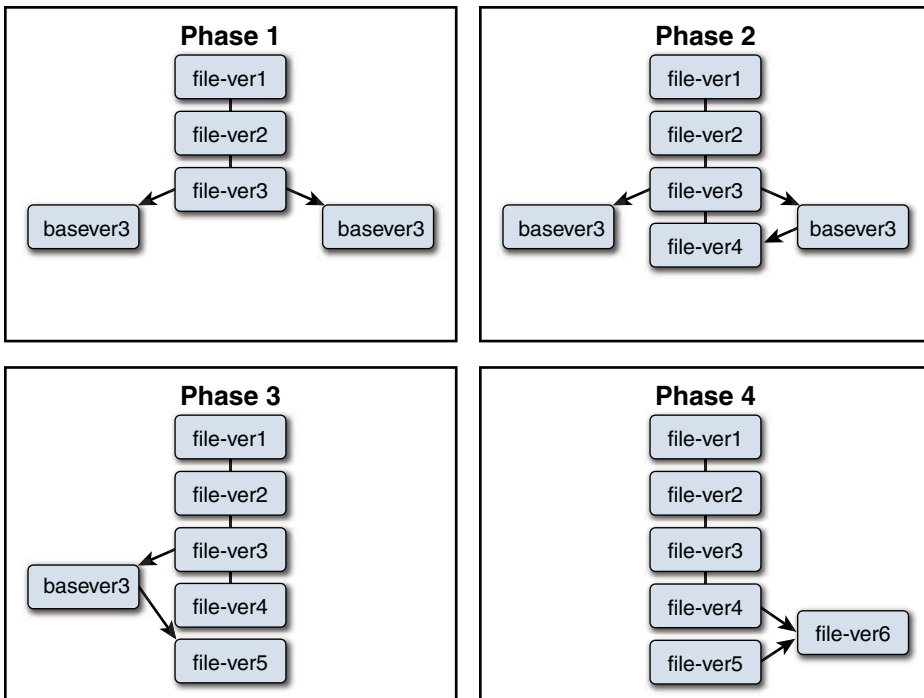 Phase 1
file-ver1
file-ver2
file-ver3
basever3
basever3
Phase 2
file-ver1
file-ver2
file-ver3
basever3
basever3
file-ver4
Phase 3
file-ver1
file-ver2
file-ver3
basever3
file-ver4
file-ver5
Phase 4
file-ver1
file-ver2
file-ver3
file-ver4
file-ver6
file-ver5